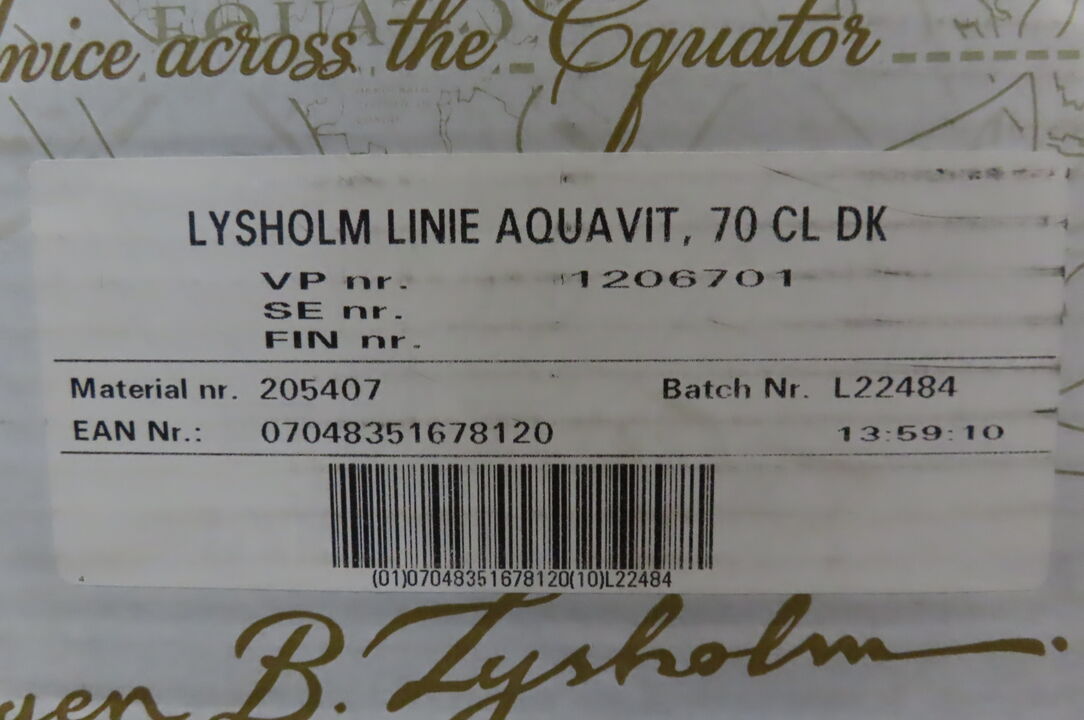 EQUATO
wice across the Equator
LYSHOLM LINIE AQUAVIT, 70 CL DK
VP nr. 1206701
SE nr.
FIN nr.
Material nr. 205407 Batch Nr. L22484
EAN Nr.: 07048351678120 13:59:10
(01)07048351678120(10)L22484
B. Lysholm